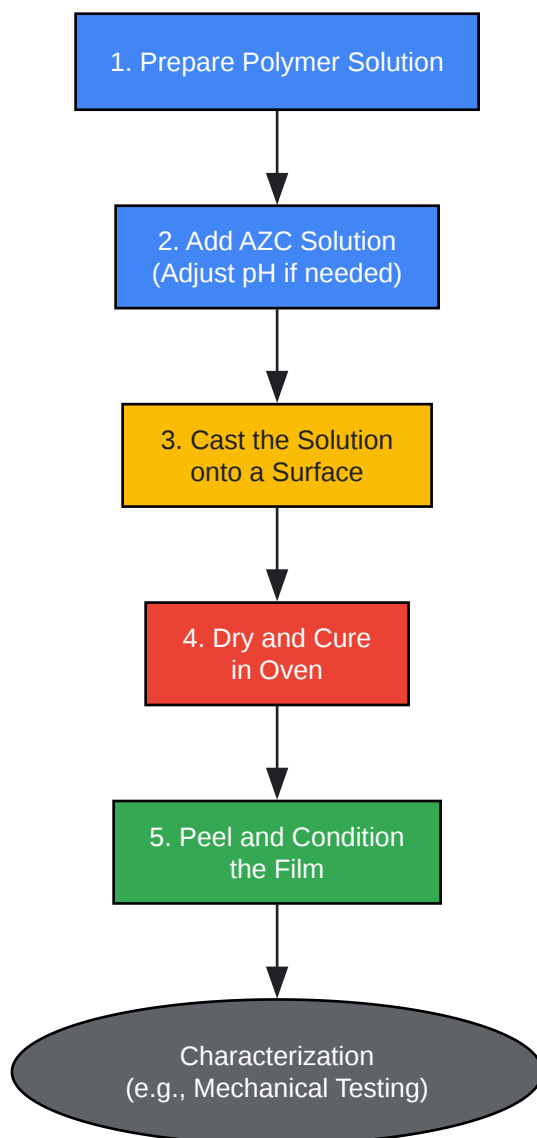 1. Prepare Polymer Solution
2. Add AZC Solution
(Adjust pH if needed)
3. Cast the Solution
onto a Surface
4. Dry and Cure
in Oven
5. Peel and Condition
the Film
Characterization
(e.g., Mechanical Testing)